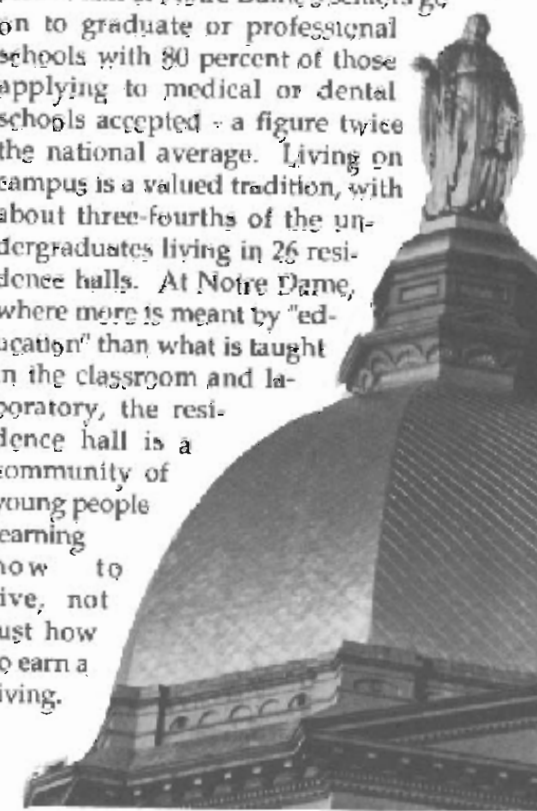 on to graduate or professional
schools with 80 percent of those
applying to medical or dental
schools accepted - a figure twice
the national average. Living on
campus is a valued tradition, with
about three-fourths of the un-
dergraduates living in 26 resi-
dence halls. At Notre Dame,
where more is meant by "ed-
ucation" than what is taught
in the classroom and la-
boratory, the resi-
dence hall is a
community of
young people
learning
how to
live, not
just how
to earn a
living.